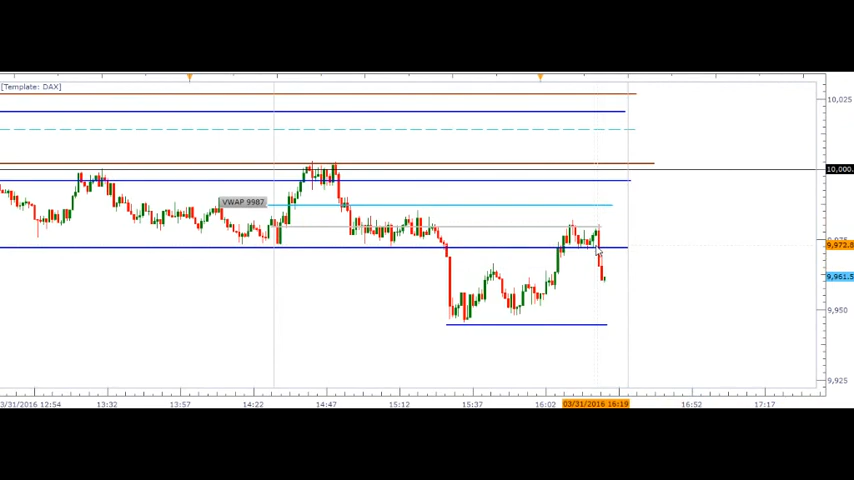 [Template: DAX]
10,025
10,000.
VWAP 9987
9,972.8
9,961.5
9,950
9,925
3/31/2016 12:54 13:32 13:57 14:22 14:47 15:12 15:37 16:02 03/31/2016 16:19 16:52 17:17